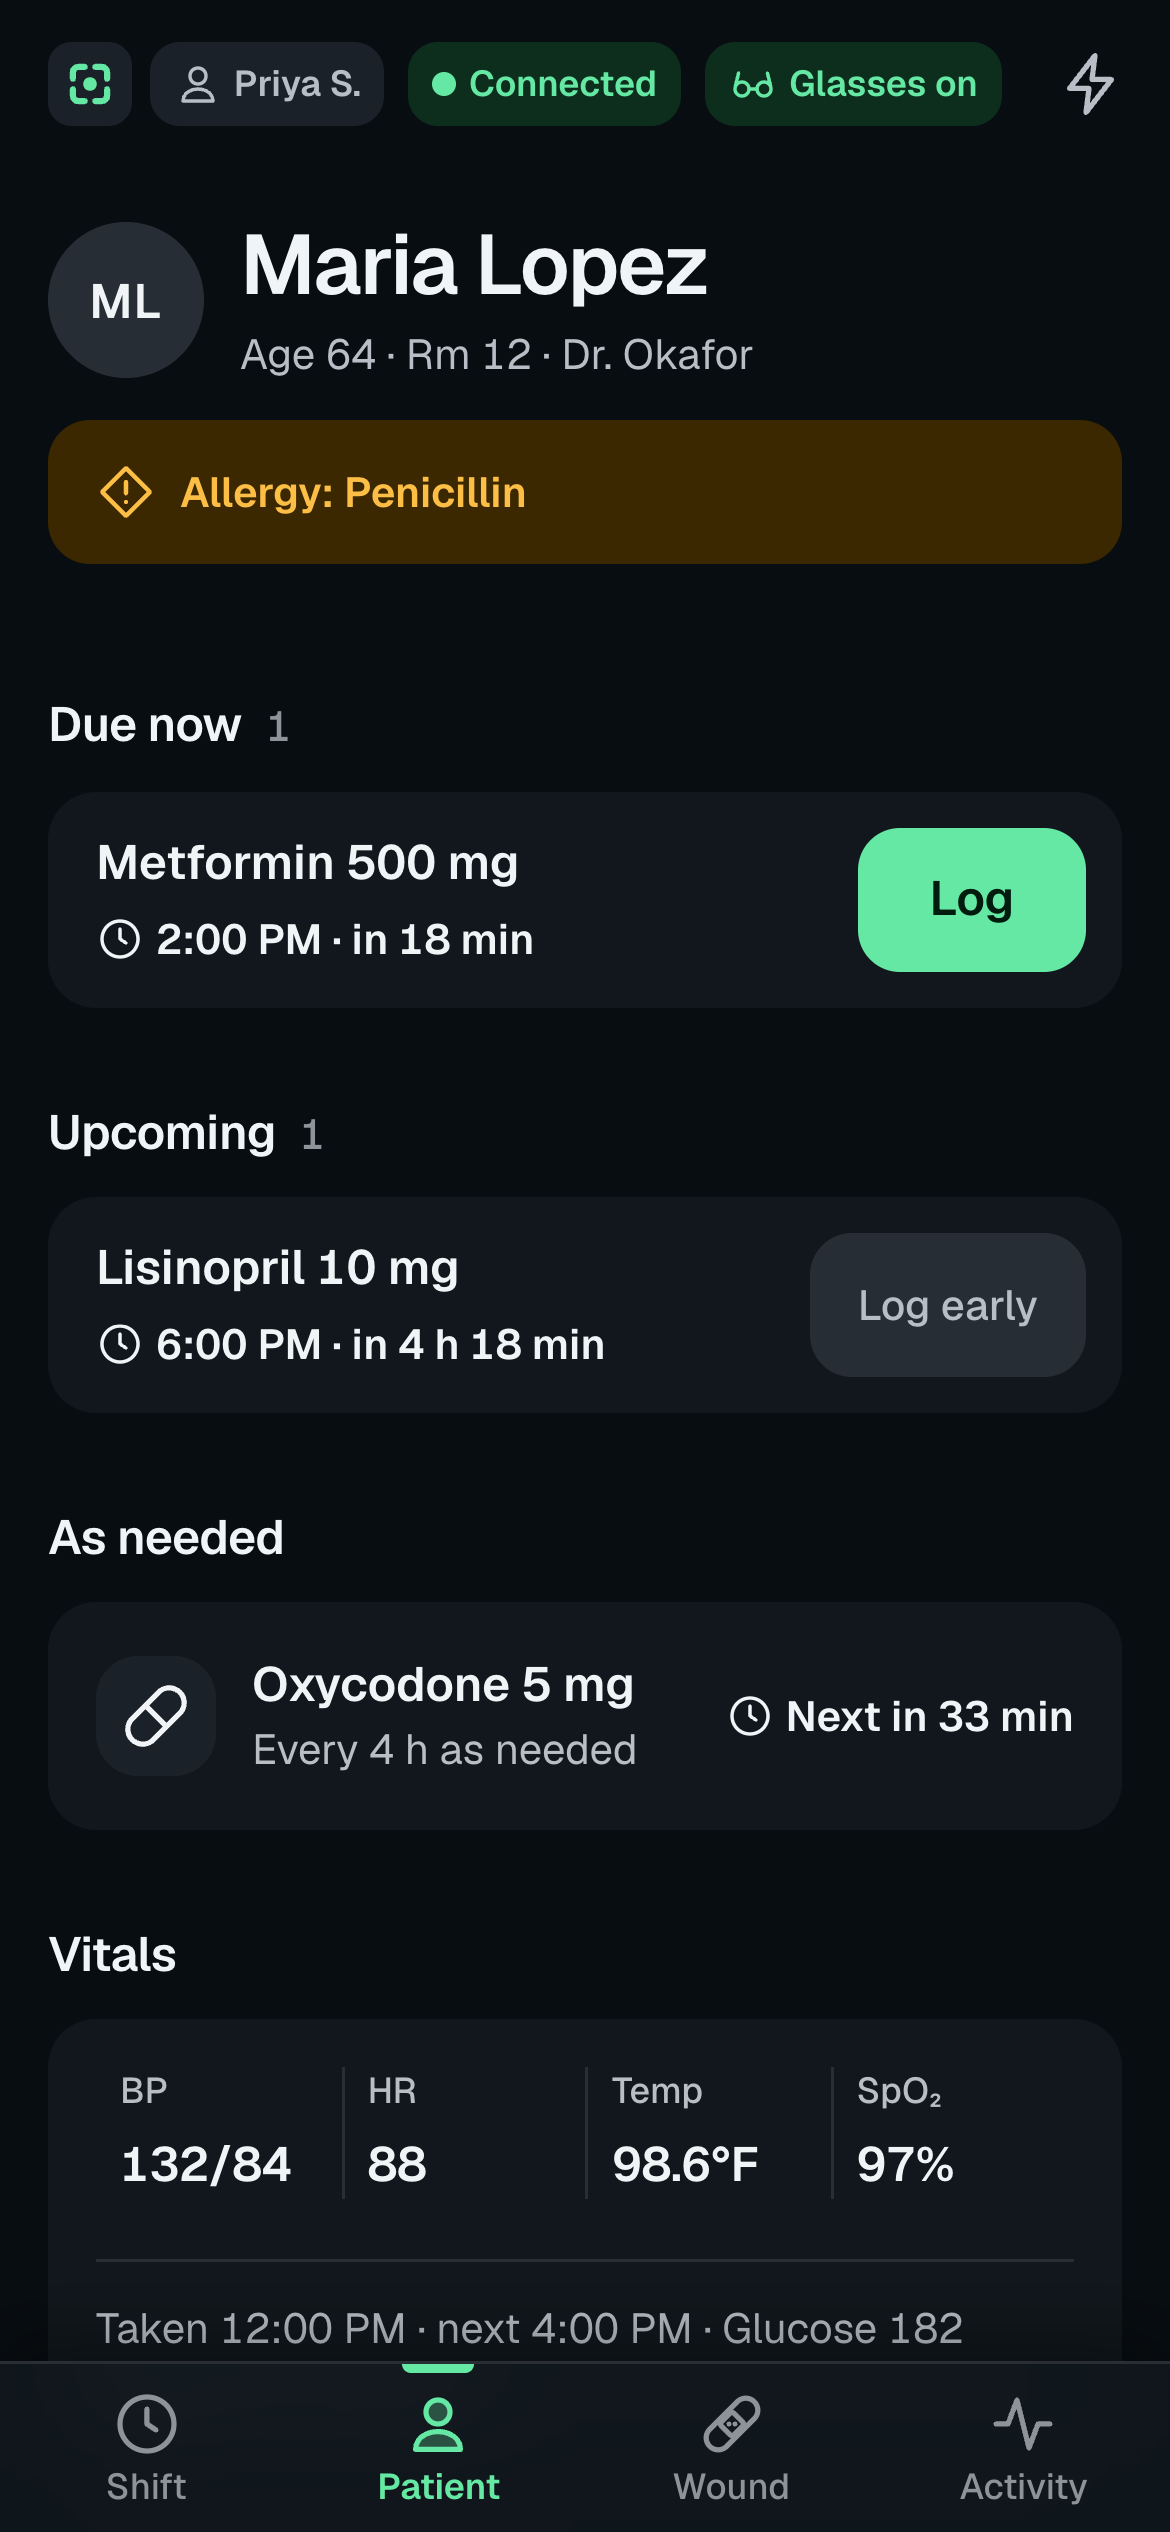 Priya S.
Connected
Glasses on
ML
Maria Lopez
Age 64 · Rm 12 · Dr. Okafor
Allergy: Penicillin
Due now 1
Metformin 500 mg
2:00 PM · in 18 min
Log
Upcoming 1
Lisinopril 10 mg
6:00 PM · in 4 h 18 min
Log early
As needed
Oxycodone 5 mg
Every 4 h as needed
Next in 33 min
Vitals
BP HR Temp SpO₂
132/84 88 98.6°F 97%
Taken 12:00 PM · next 4:00 PM · Glucose 182
Shift Patient Wound Activity